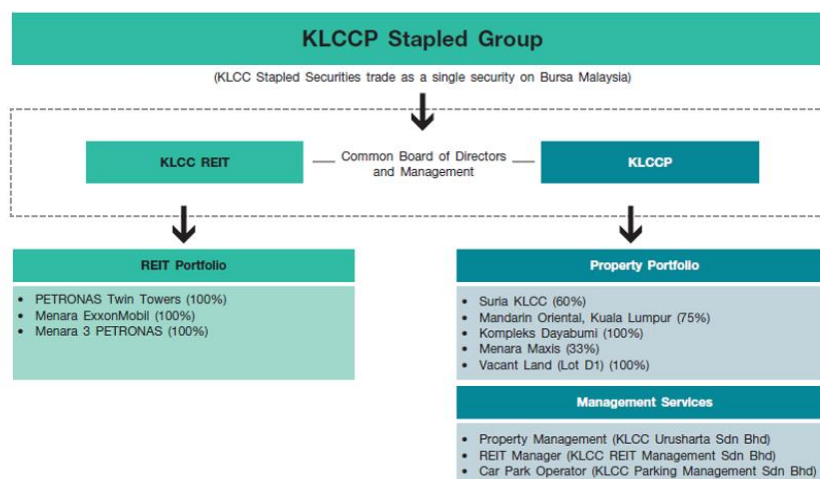 KLCCP Stapled Group
(KLCC Stapled Securities trade as a single security on Bursa Malaysia)
KLCC REIT
Common Board of Directors
and Management
KLCCP
REIT Portfolio
• PETRONAS Twin Towers (100%)
• Menara ExxonMobil (100%)
• Menara 3 PETRONAS (100%)
Property Portfolio
• Suria KLCC (60%)
• Mandarin Oriental, Kuala Lumpur (75%)
• Kompleks Dayabumi (100%)
• Menara Maxis (33%)
• Vacant Land (Lot D1) (100%)
Management Services
• Property Management (KLCC Urusharta Sdn Bhd)
• REIT Manager (KLCC REIT Management Sdn Bhd)
• Car Park Operator (KLCC Parking Management Sdn Bhd)